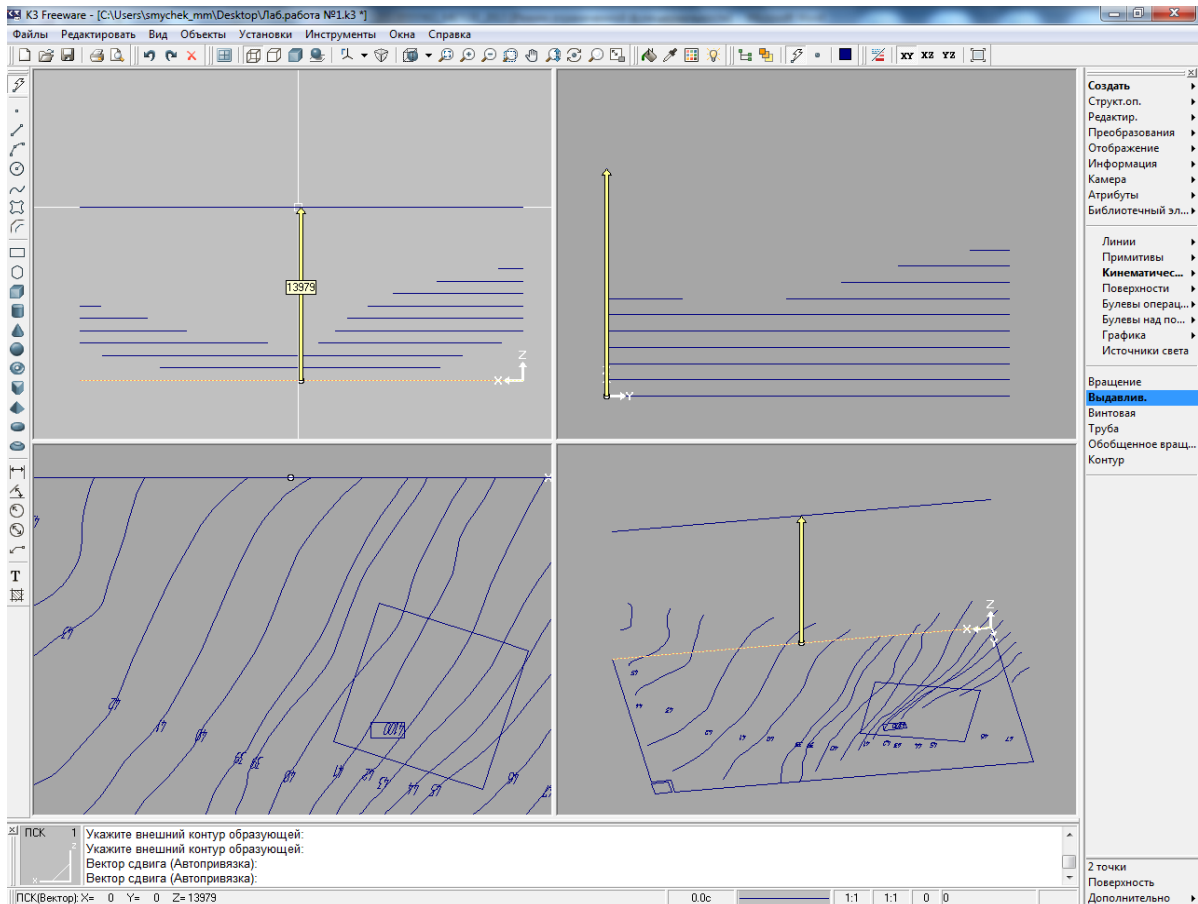 K3 Freeware - [C:\Users\smychek_mm\Desktop\Лаб.работа №1.k3 *]
Файлы Редактировать Вид Объекты Установки Инструменты Окна Справка
XY XZ YZ
Создать
Структ.оп.
Редактир.
Преобразования
Отображение
Информация
Камера
Атрибуты
Библиотечный эл...
Линии
Примитивы
Кинематичес...
Поверхности
Булевы операц...
Булевы над по...
Графика
Источники света
Вращение
Выдавлив.
Винтовая
Труба
Обобщенное вращ...
Контур
13979
Z
X
Y
Z
X
Y
T
ПСК 1
z
x
Укажите внешний контур образующей:
Укажите внешний контур образующей:
Вектор сдвига (Автопривязка):
Вектор сдвига (Автопривязка):
2 точки
Поверхность
Дополнительно
ПСК(Вектор): X= 0 Y= 0 Z= 13979
0.0c 1:1 1:1 0 0